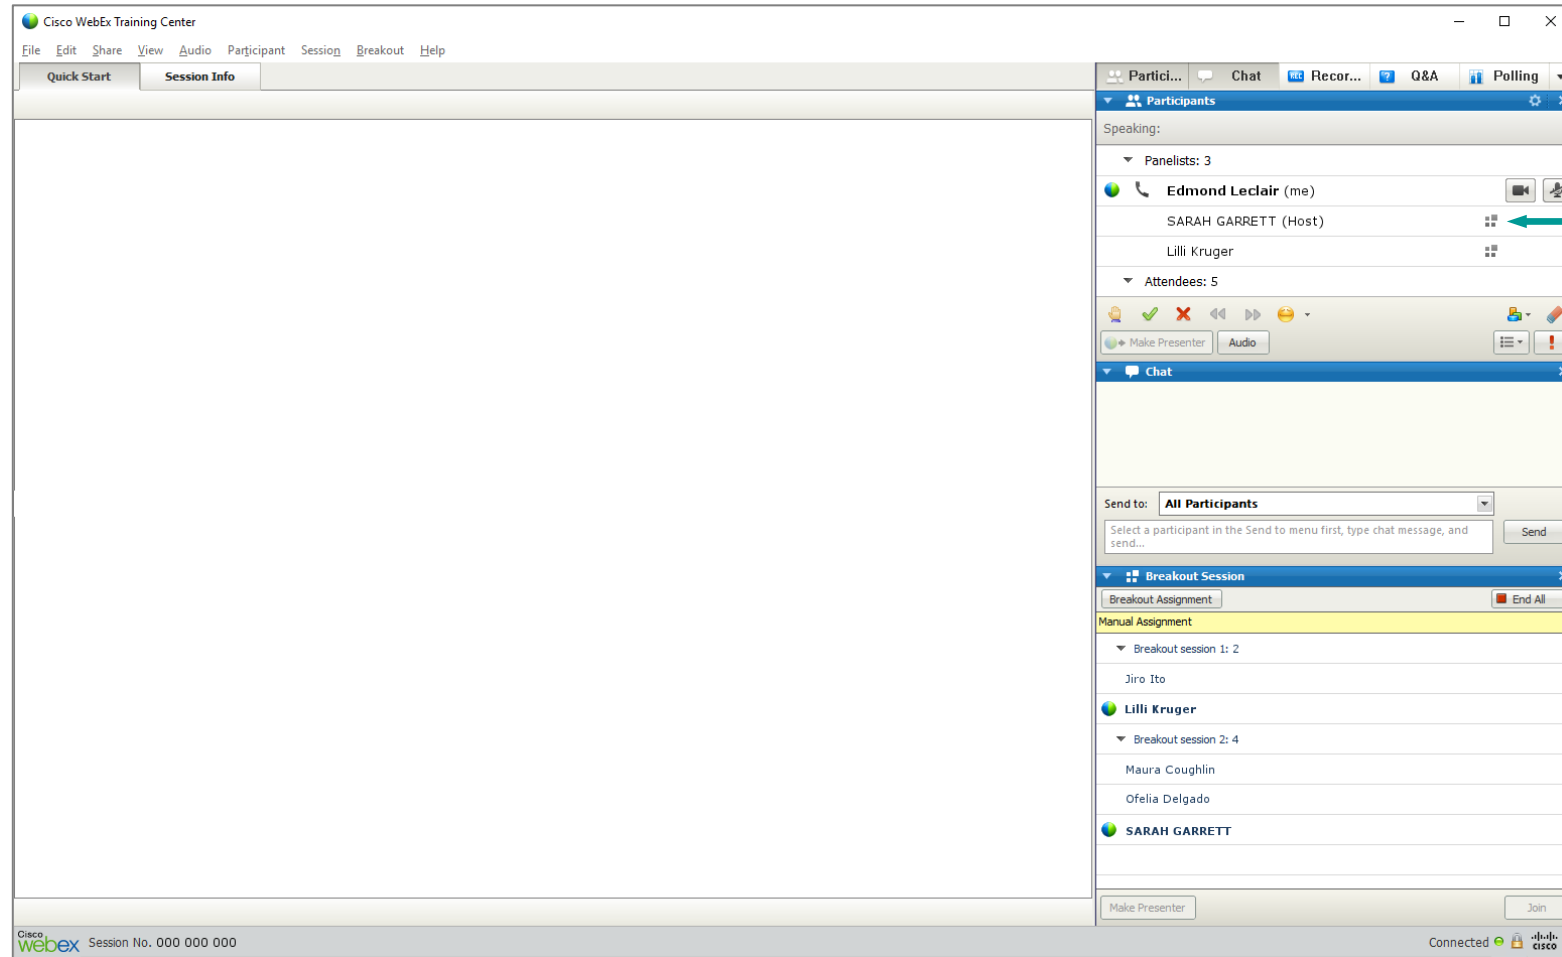 Cisco WebEx Training Center
File Edit Share View Audio Participant Session Breakout Help
Quick Start Session Info
Partici... Chat REC Recor... ? Q&A Polling
Participants
Speaking:
Panelists: 3
Edmond Leclair (me)
SARAH GARRETT (Host)
Lilli Kruger
Attendees: 5
Make Presenter Audio
Chat
Send to: All Participants
Select a participant in the Send to menu first, type chat message, and
send...
Send
Breakout Session
Breakout Assignment End All
Manual Assignment
Breakout session 1: 2
Jiro Ito
Lilli Kruger
Breakout session 2: 4
Maura Coughlin
Ofelia Delgado
SARAH GARRETT
Make Presenter Join
Cisco
webex Session No. 000 000 000 Connected
CISCO